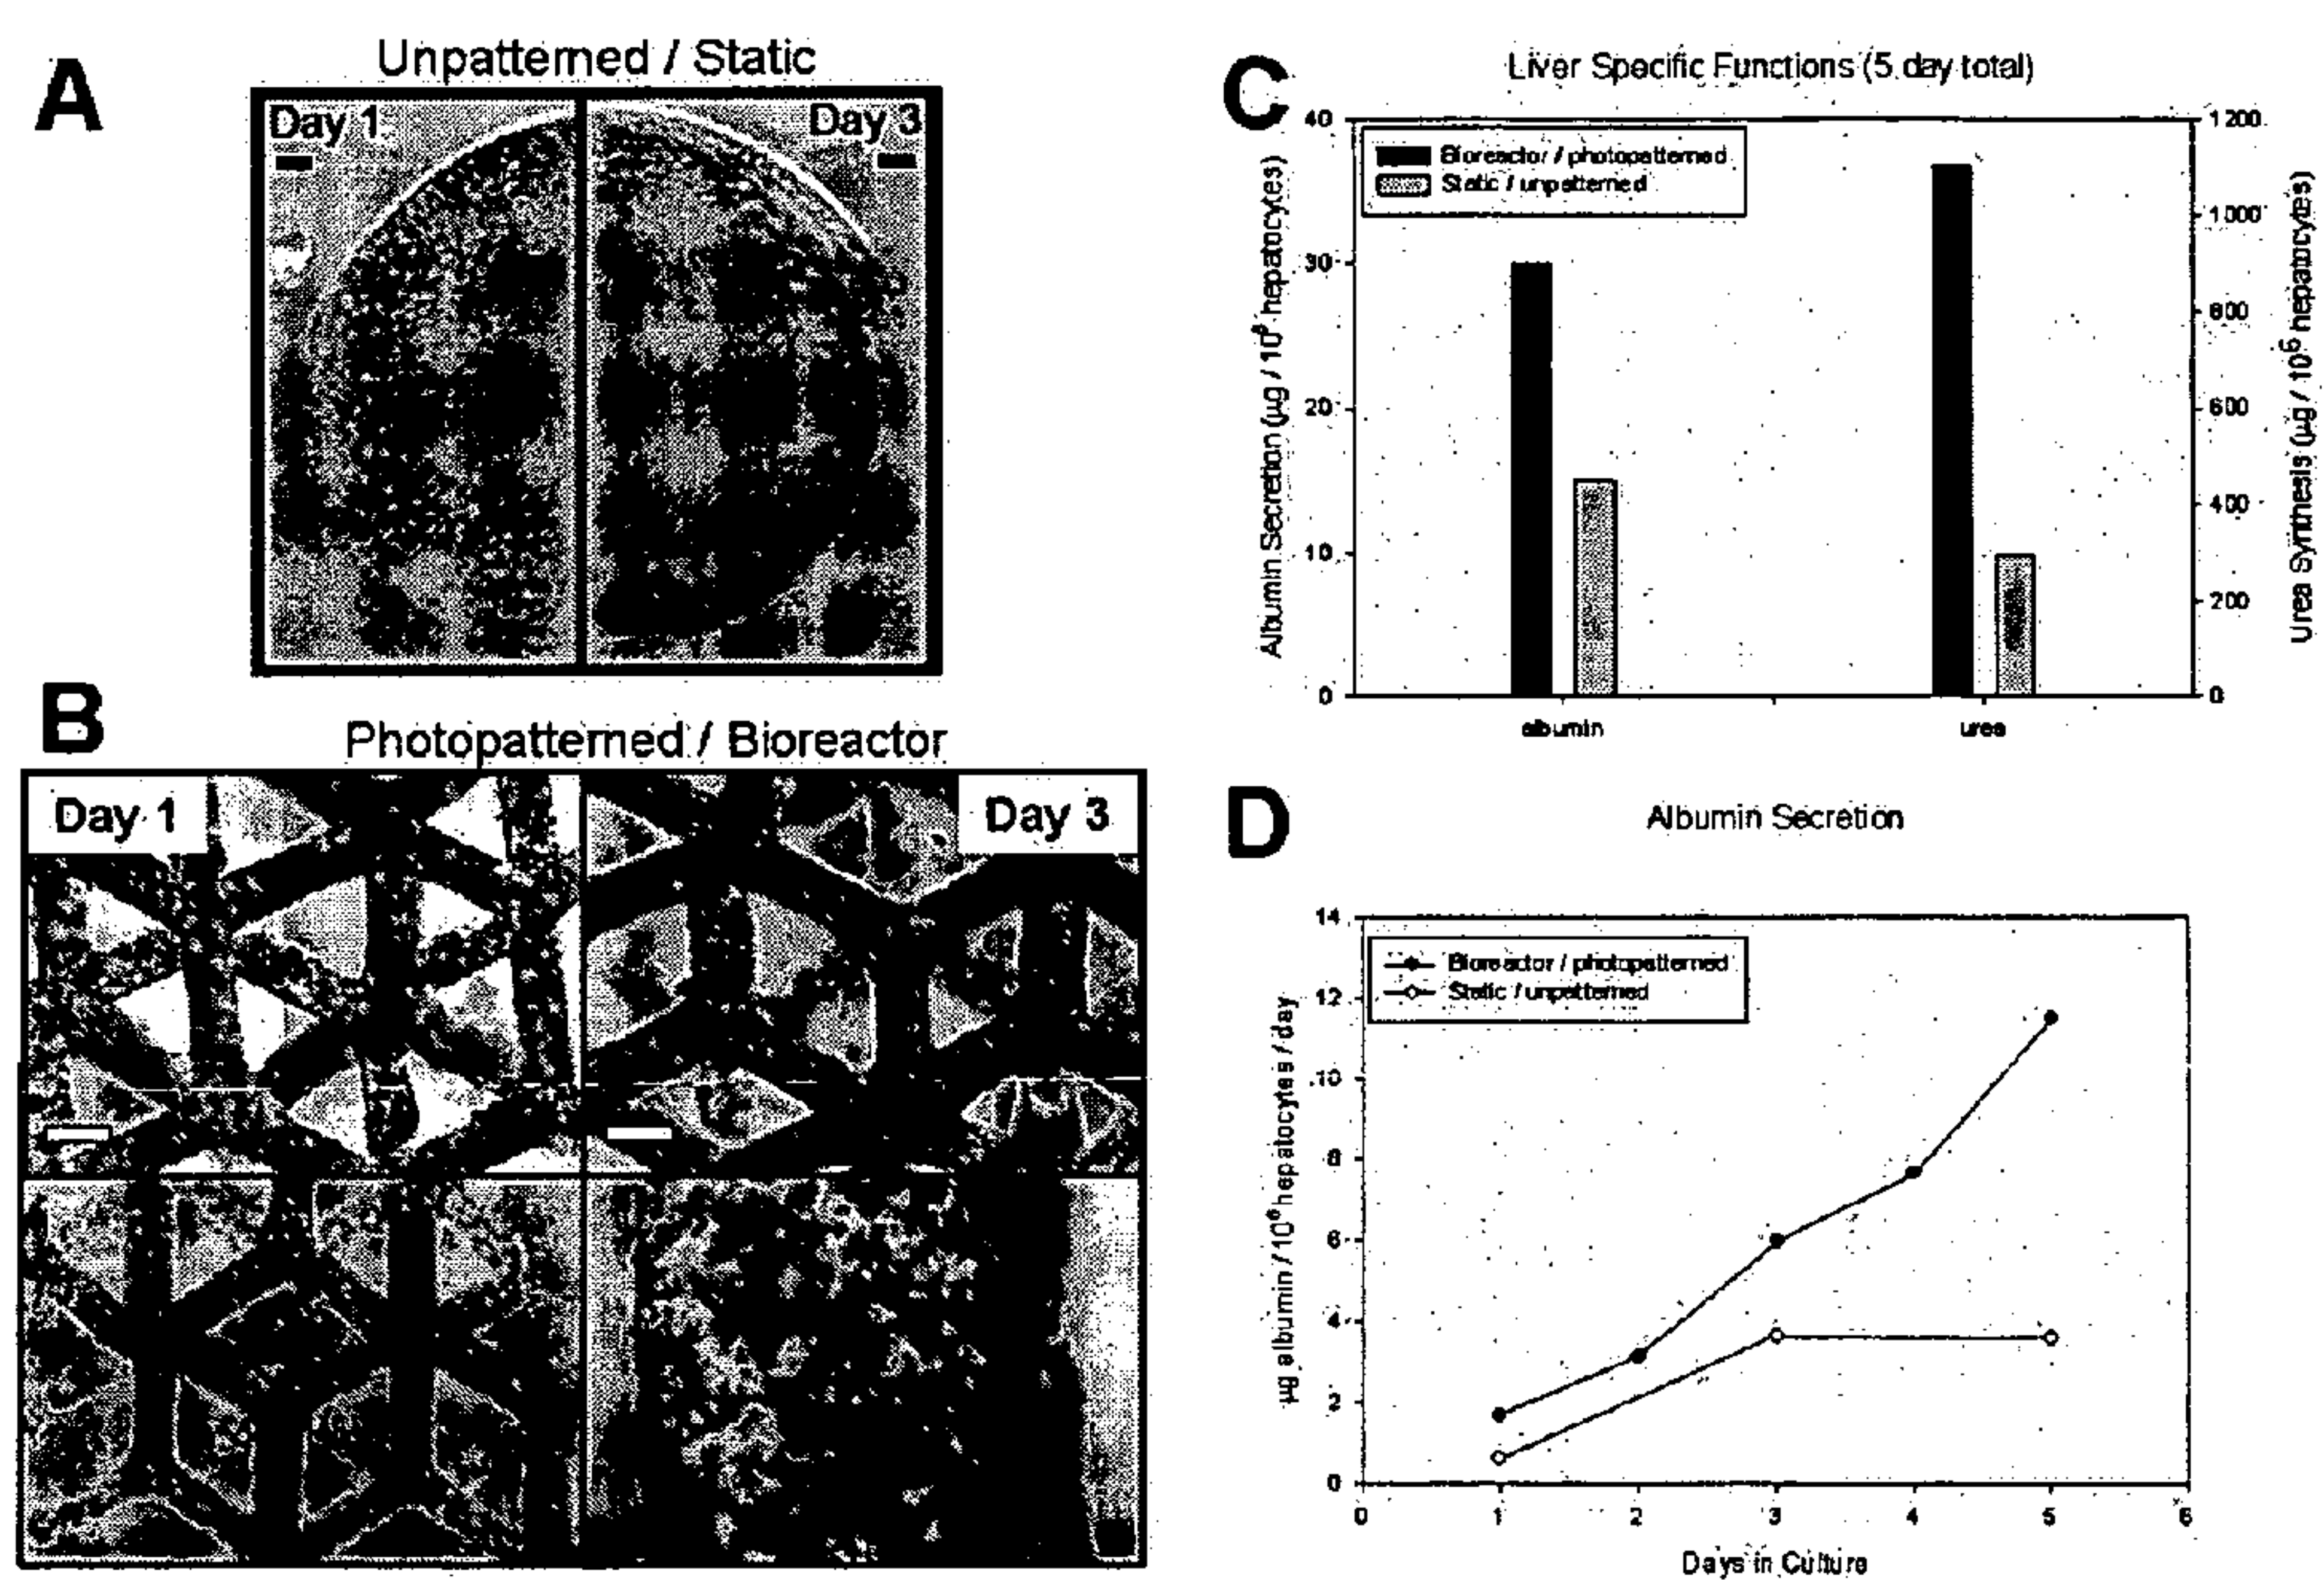 A
Unpatterned / Static
Day 1
Day 3
B
Photopatterned / Bioreactor
Day 1
Day 3
C
Liver Specific Functions (5 day total)
Bioreactor / photopatterned
Static / unpatterned
Albumin Secretion (µg / 10⁶ hepatocytes)
40
30
20
10
0
Urea Synthesis (µg / 10⁶ hepatocytes)
1200
1000
800
600
400
200
0
albumin
urea
D
Albumin Secretion
Bioreactor / photopatterned
Static / unpatterned
µg albumin / 10⁶ hepatocytes / day
14
12
10
8
6
4
2
0
0 1 2 3 4 5 6
Days in Culture